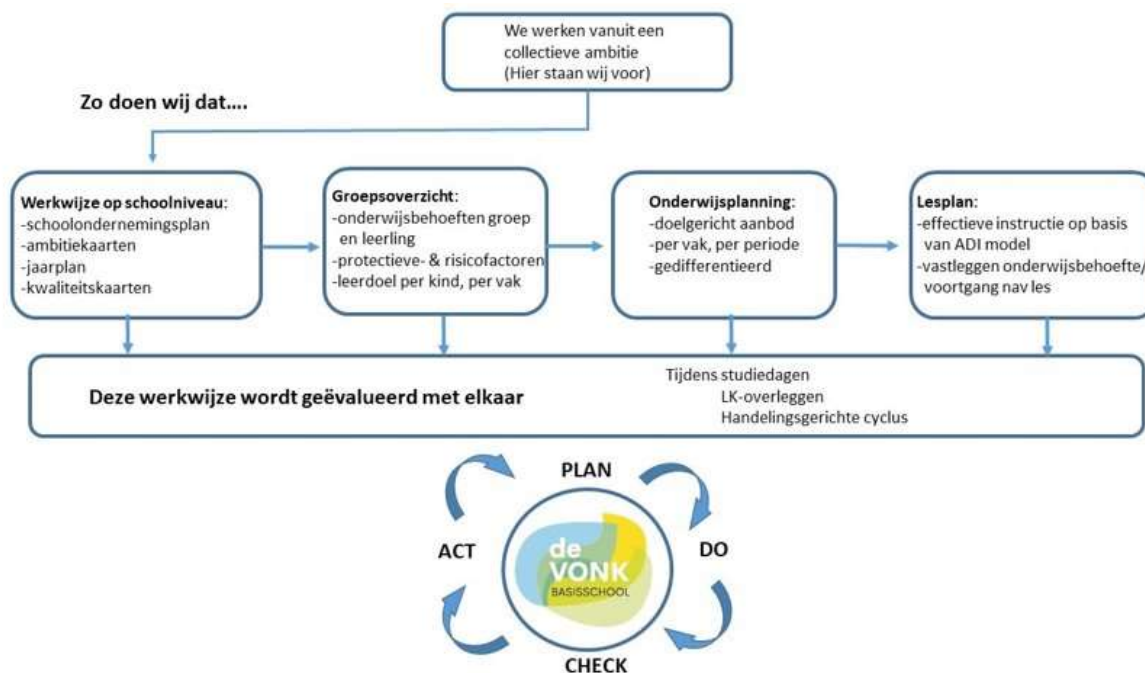 We werken vanuit een
collectieve ambitie
(Hier staan wij voor)
Zo doen wij dat....
Werkwijze op schoolniveau:
-schoolondernemingsplan
-ambitiekaarten
-jaarplan
-kwaliteitskaarten
Groepsoverzicht:
-onderwijsbehoeften groep
en leerling
-protectieve- & risicofactoren
-leerdoel per kind, per vak
Onderwijsplanning:
-doelgericht aanbod
-per vak, per periode
-gedifferentieerd
Lesplan:
-effectieve instructie op basis
van ADI model
-vastleggen onderwijsbehoefte/
voortgang nav les
Deze werkwijze wordt geëvalueerd met elkaar
Tijdens studiedagen
LK-overleggen
Handelingsgerichte cyclus
PLAN
ACT
de
VONK
BASISSCHOOL
DO
CHECK